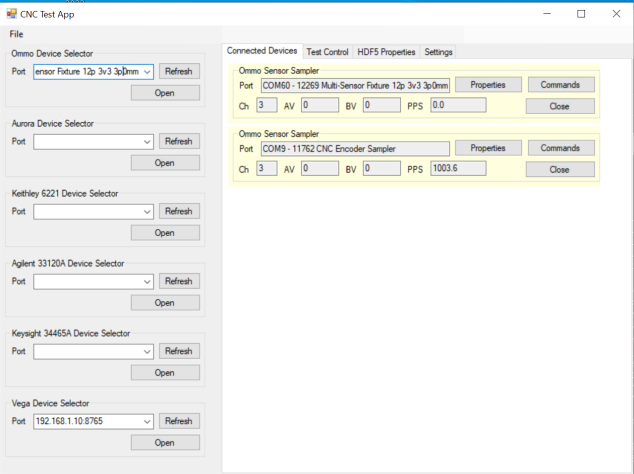 CNC Test App
File
Ommo Device Selector
Port ensor Fixture 12p 3v3 3p0mm Refresh
Open
Aurora Device Selector
Port Refresh
Open
Keithley 6221 Device Selector
Port Refresh
Open
Agilent 33120A Device Selector
Port Refresh
Open
Keysight 34465A Device Selector
Port Refresh
Open
Vega Device Selector
Port 192.168.1.10:8765 Refresh
Open
Connected Devices Test Control HDF5 Properties Settings
Ommo Sensor Sampler
Port COM60 - 12269 Multi-Sensor Fixture 12p 3v3 3p0mm Properties Commands
Ch 3 AV 0 BV 0 PPS 0.0 Close
Ommo Sensor Sampler
Port COM9 - 11762 CNC Encoder Sampler Properties Commands
Ch 3 AV 0 BV 0 PPS 1003.6 Close